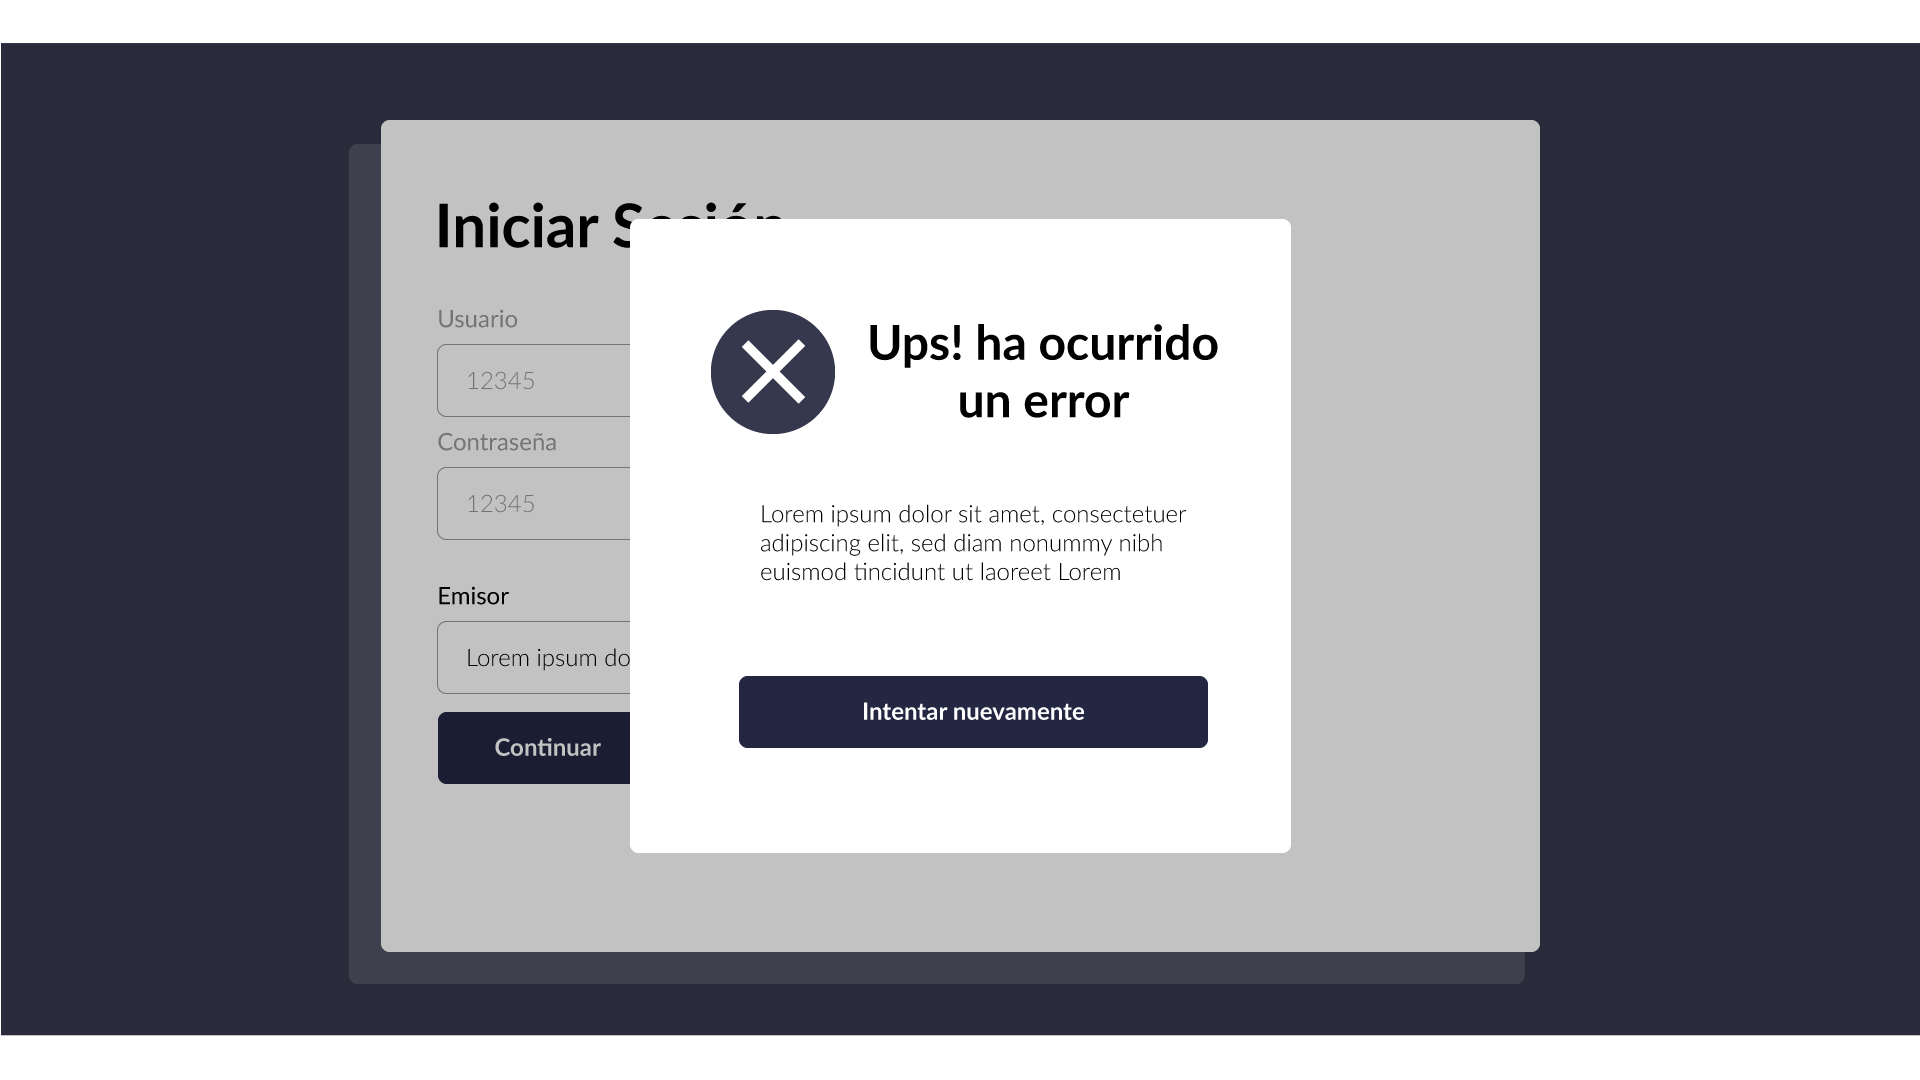 Iniciar Sesión
Usuario
12345
Contraseña
12345
Emisor
Lorem ipsum do
Continuar
Ups! ha ocurrido
un error
Lorem ipsum dolor sit amet, consectetuer
adipiscing elit, sed diam nonummy nibh
euismod tincidunt ut laoreet Lorem
Intentar nuevamente